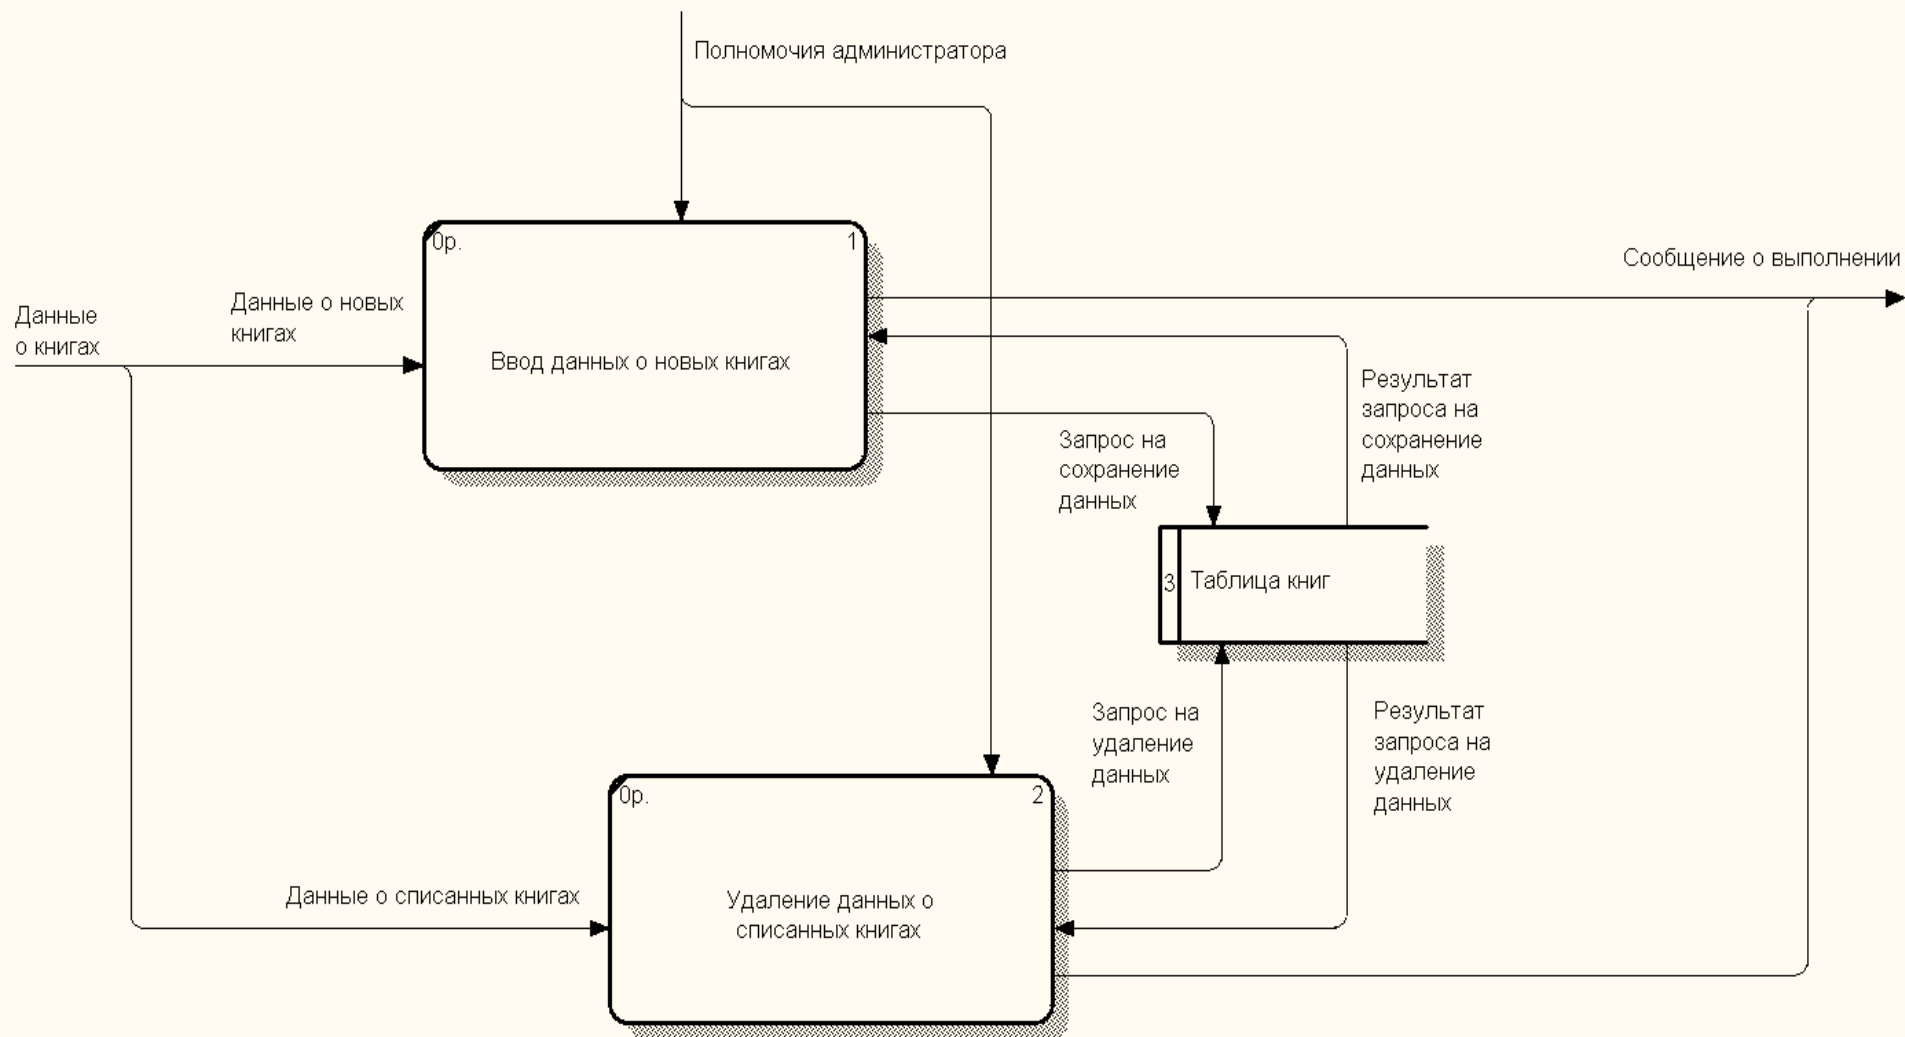 Полномочия администратора
0р.
1
Сообщение о выполнении
Данные
о книгах
Данные о новых
книгах
Ввод данных о новых книгах
Результат
запроса на
сохранение
данных
Запрос на
сохранение
данных
3
Таблица книг
Запрос на
удаление
данных
Результат
запроса на
удаление
данных
0р.
2
Данные о списанных книгах
Удаление данных о
списанных книгах